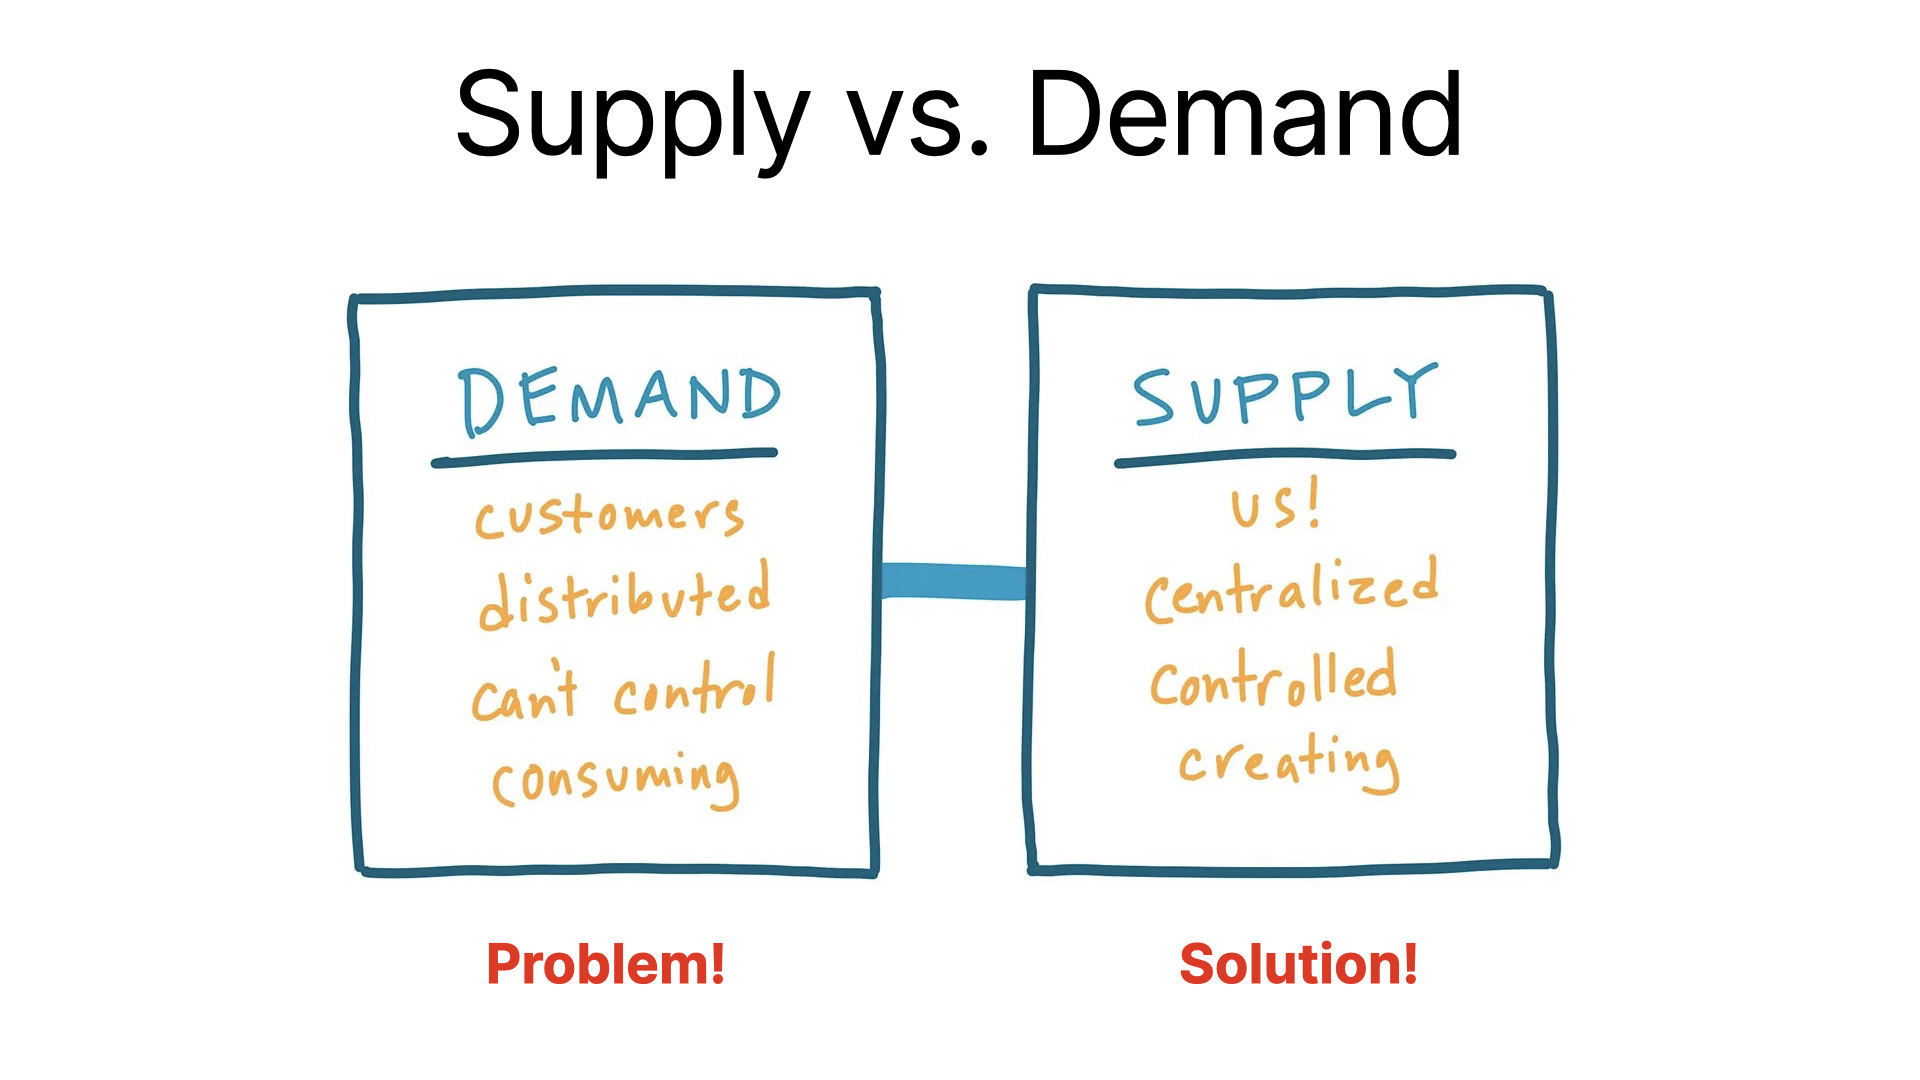 Supply vs. Demand
DEMAND
customers
distributed
can't control
consuming
Problem!
SUPPLY
us!
centralized
controlled
creating
Solution!